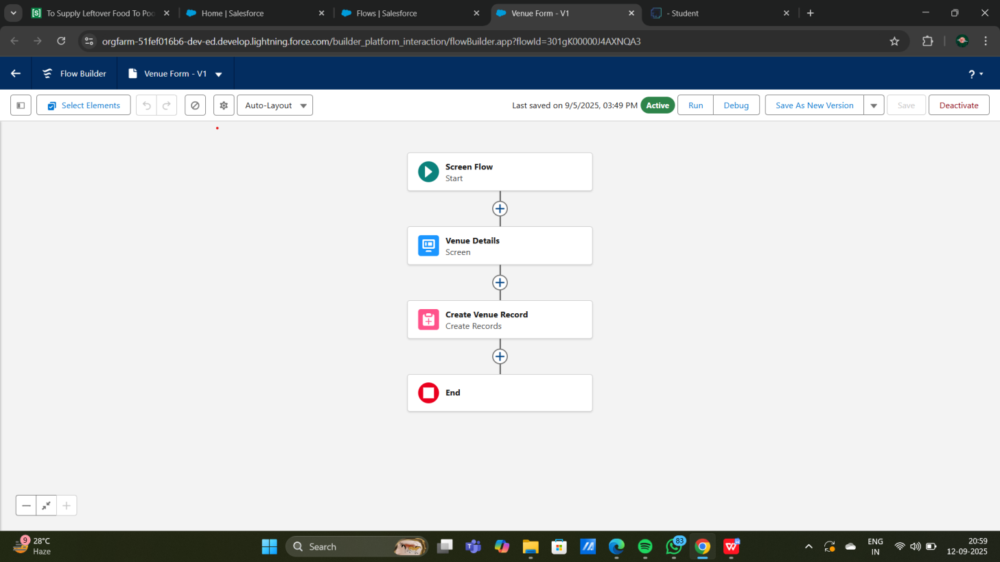 To Supply Leftover Food To Poo
Home | Salesforce
Flows | Salesforce
Venue Form - V1
- Student
orgfarm-51fef016b6-dev-ed.develop.lightning.force.com/builder_platform_interaction/flowBuilder.app?flowId=301gK00000J4AXNQA3
Flow Builder
Venue Form - V1
?
Select Elements
Auto-Layout
Last saved on 9/5/2025, 03:49 PM
Active
Run
Debug
Save As New Version
Save
Deactivate
Screen Flow
Start
Venue Details
Screen
Create Venue Record
Create Records
End
9
28°C
Haze
Search
83
ENG
IN
20:59
12-09-2025